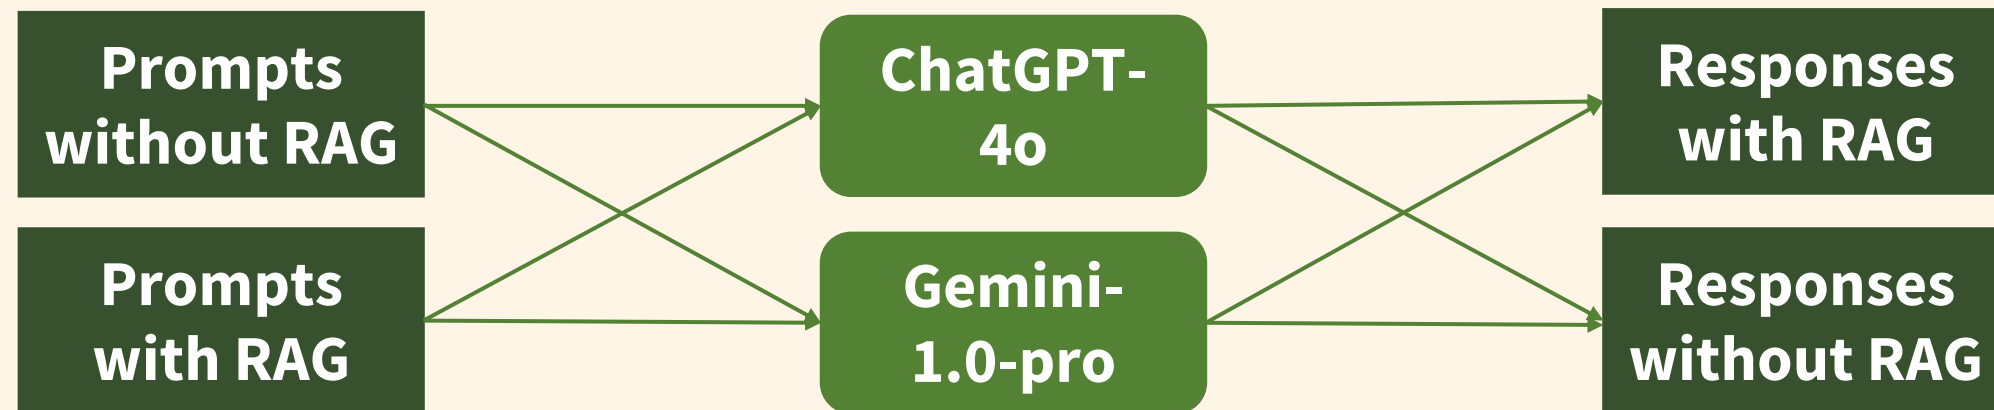 Prompts
without RAG
ChatGPT-
4o
Responses
with RAG
Prompts
with RAG
Gemini-
1.0-pro
Responses
without RAG